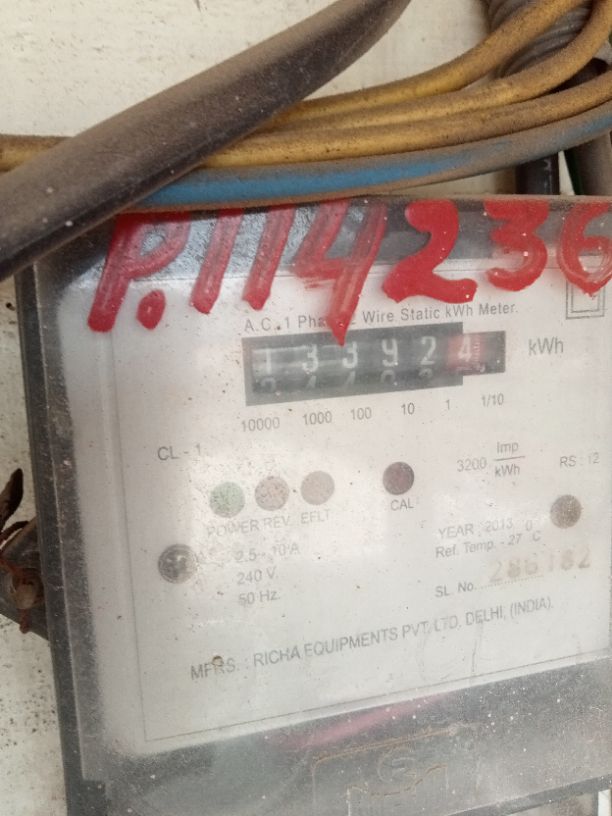 P.114236
A.C. 1 Phase 2 Wire Static kWh Meter.
133924 kWh
10000 1000 100 10 1 1/10
CL - 1
3200 Imp/kWh
RS : 12
POWER REV EFLT CAL
2.5 - 10 A
240 V.
50 Hz.
YEAR : 2013
Ref. Temp. - 27 °C
SL. No. 286182
MFRS. : RICHA EQUIPMENTS PVT. LTD. DELHI, (INDIA).